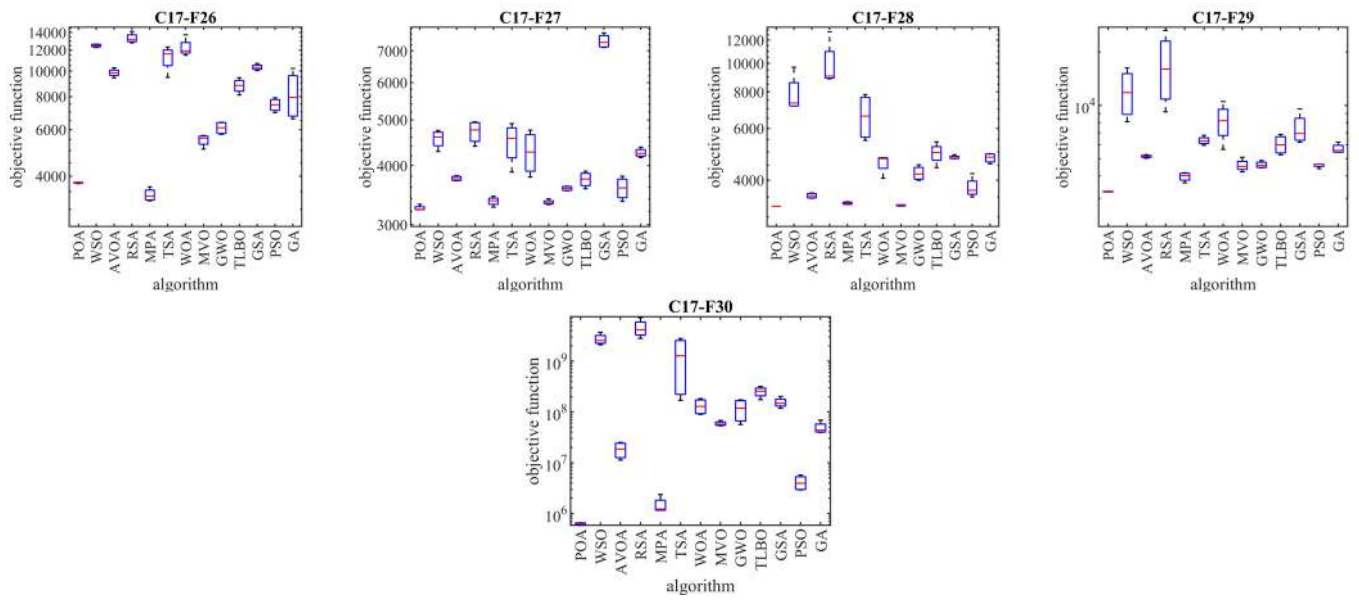 C17-F26
14000
12000
10000
8000
6000
4000
objective function
POA
WSO
AVOA
RSA
MPA
TSA
WOA
MVO
GWO
TLBO
GSA
PSO
GA
algorithm
C17-F27
7000
6000
5000
4000
3000
objective function
POA
WSO
AVOA
RSA
MPA
TSA
WOA
MVO
GWO
TLBO
GSA
PSO
GA
algorithm
C17-F28
12000
10000
8000
6000
4000
objective function
POA
WSO
AVOA
RSA
MPA
TSA
WOA
MVO
GWO
TLBO
GSA
PSO
GA
algorithm
C17-F29
10⁴
objective function
POA
WSO
AVOA
RSA
MPA
TSA
WOA
MVO
GWO
TLBO
GSA
PSO
GA
algorithm
C17-F30
10⁹
10⁸
10⁷
10⁶
objective function
POA
WSO
AVOA
RSA
MPA
TSA
WOA
MVO
GWO
TLBO
GSA
PSO
GA
algorithm